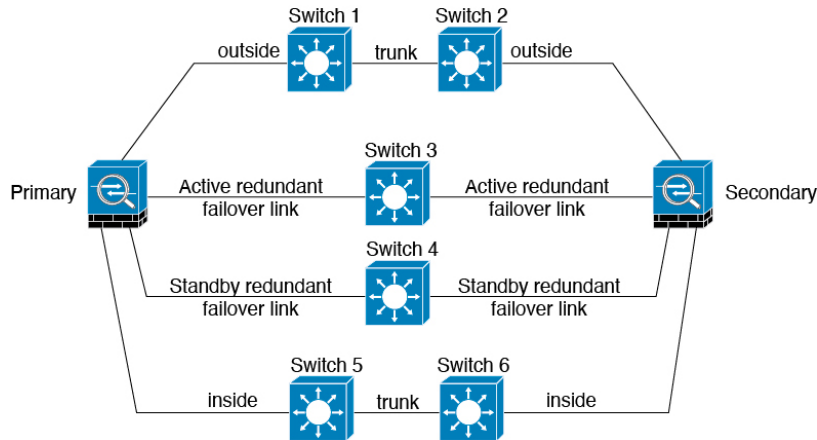 Switch 1
Switch 2
outside
trunk
outside
Switch 3
Primary
Active redundant
failover link
Active redundant
failover link
Secondary
Switch 4
Standby redundant
failover link
Standby redundant
failover link
Switch 5
Switch 6
inside
trunk
inside